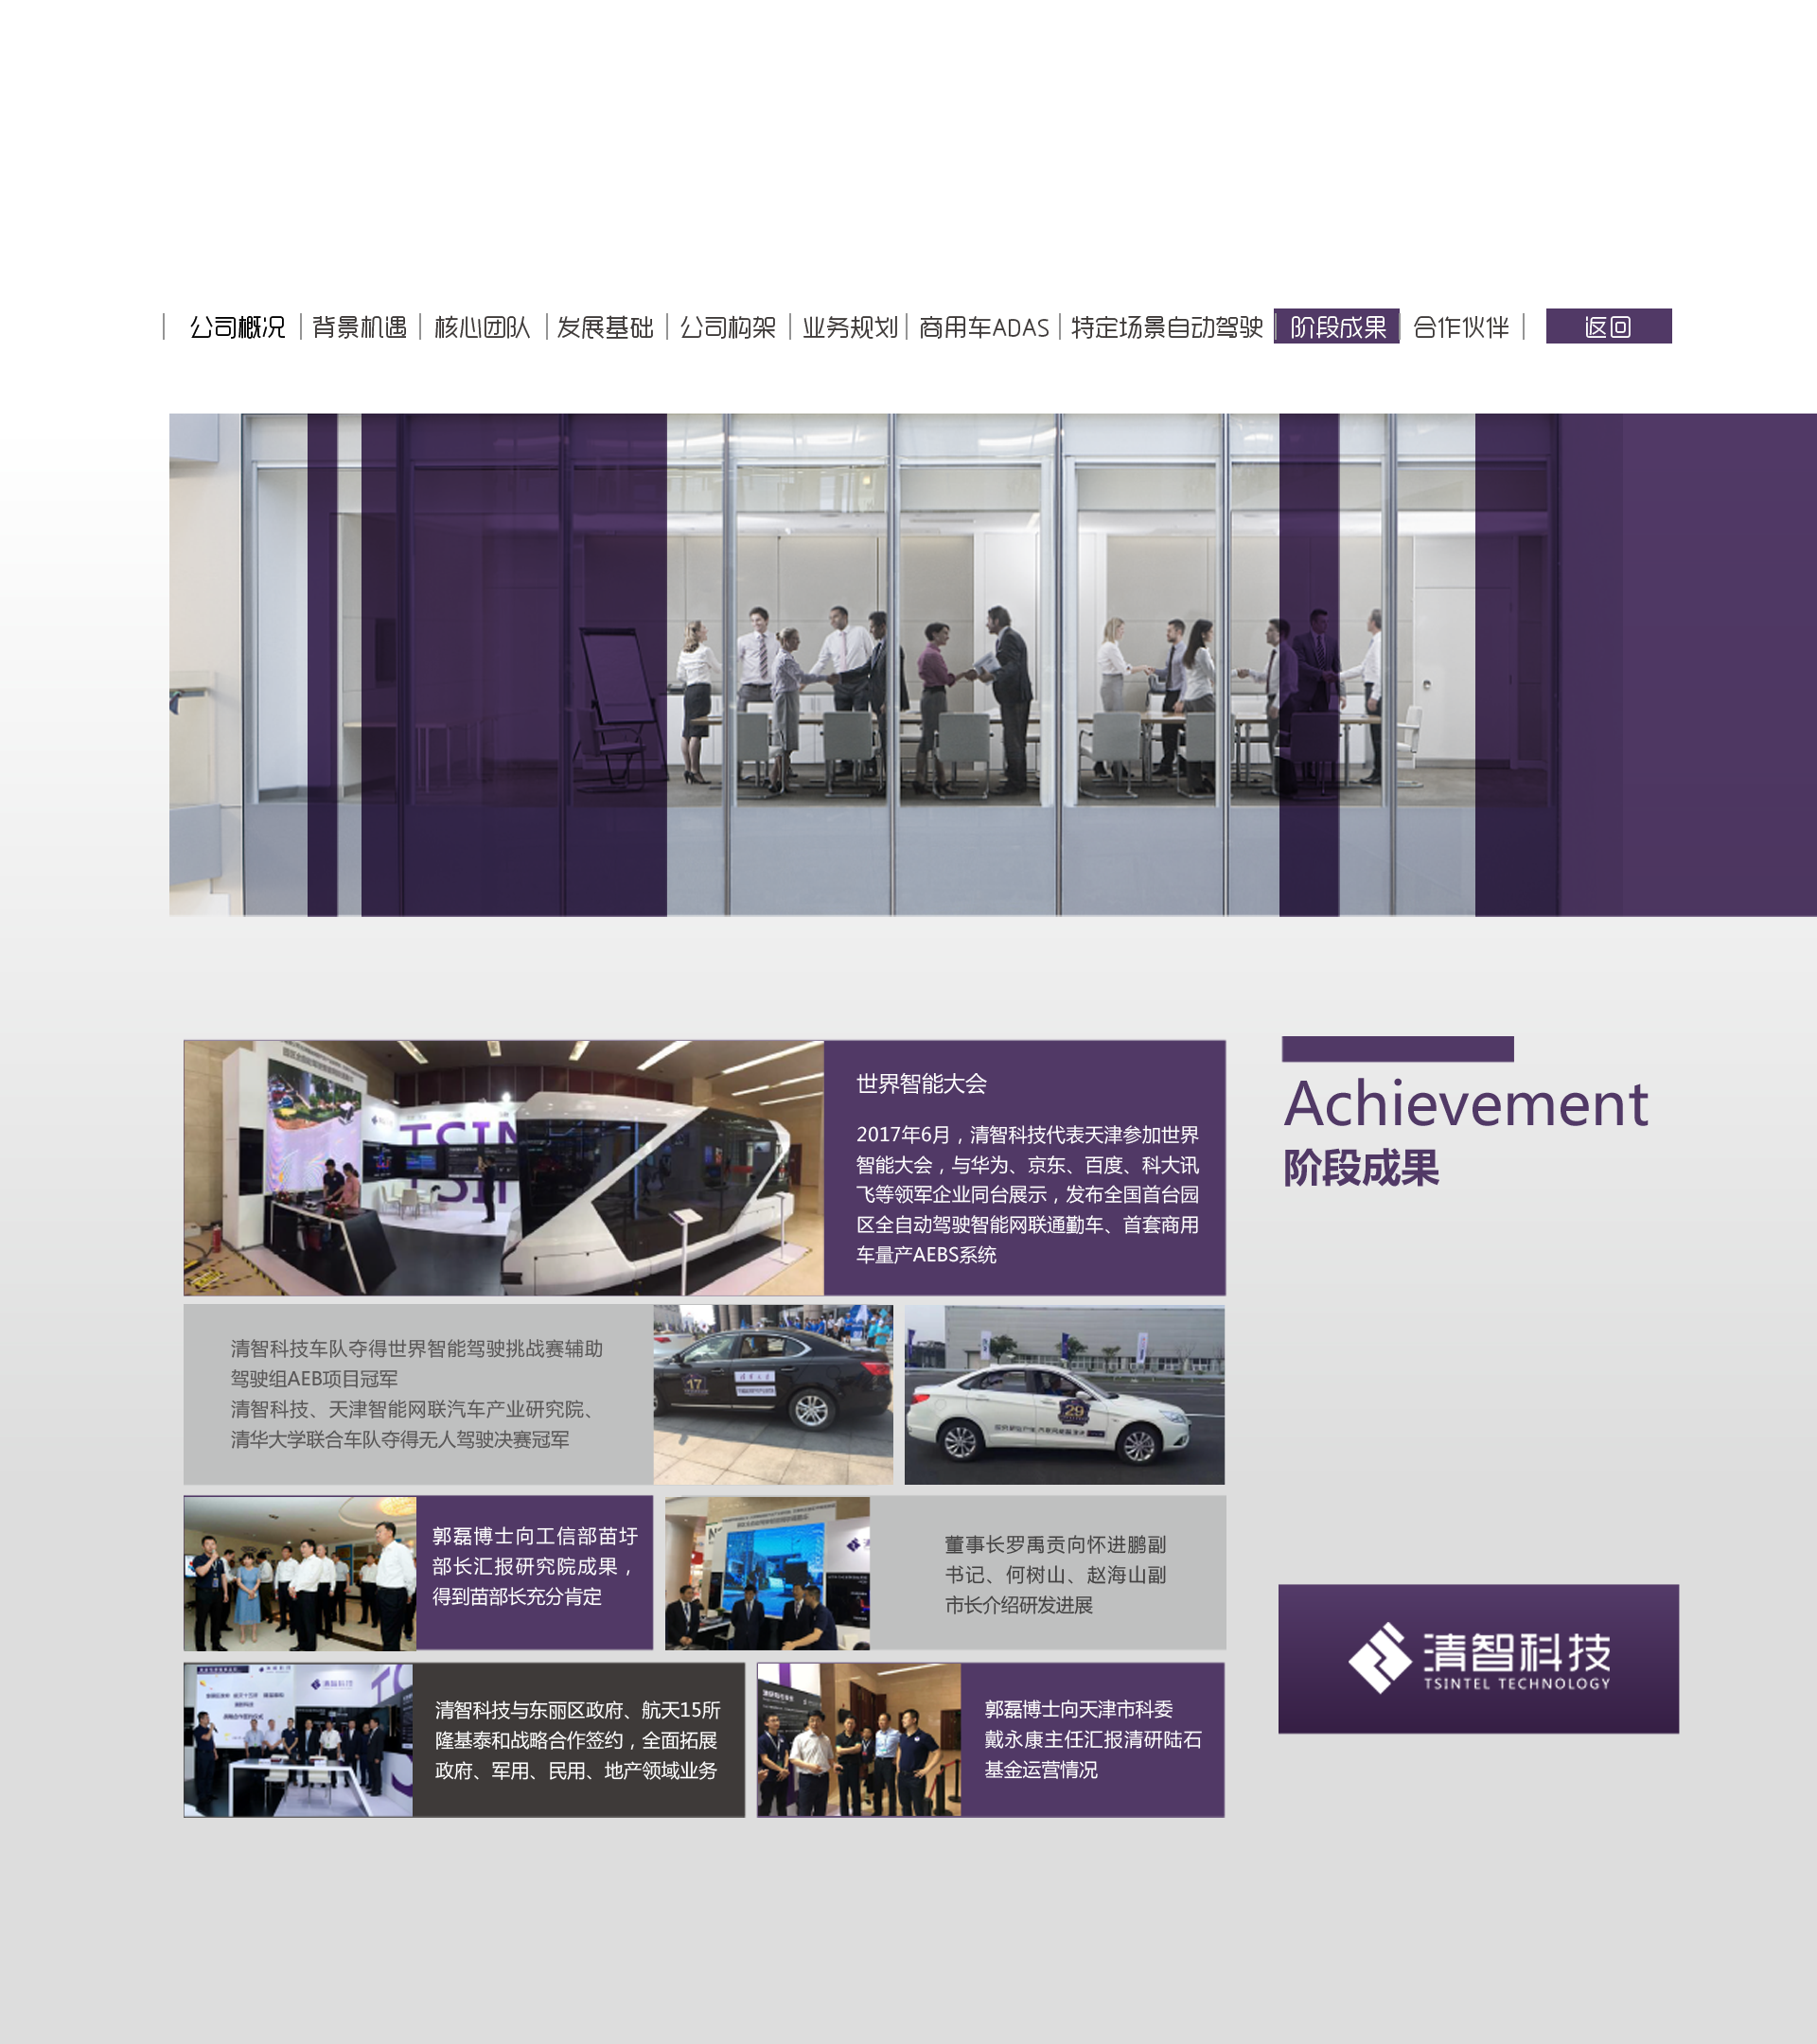 公司概况 背景机遇 核心团队 发展基础 公司构架 业务规划 商用车ADAS 特定场景自动驾驶 阶段成果 合作伙伴 返回
Achievement
阶段成果
世界智能大会
2017年6月，清智科技代表天津参加世界
智能大会，与华为、京东、百度、科大讯
飞等领军企业同台展示，发布全国首台园
区全自动驾驶智能网联通勤车、首套商用
车量产AEBS系统
TSIN
清智科技车队夺得世界智能驾驶挑战赛辅助
驾驶组AEB项目冠军
清智科技、天津智能网联汽车产业研究院、
清华大学联合车队夺得无人驾驶决赛冠军
17
清华大学
29
郭磊博士向工信部苗圩
部长汇报研究院成果，
得到苗部长充分肯定
董事长罗禹贡向怀进鹏副
书记、何树山、赵海山副
市长介绍研发进展
清智科技
清智科技与东丽区政府、航天15所
隆基泰和战略合作签约，全面拓展
政府、军用、民用、地产领域业务
郭磊博士向天津市科委
戴永康主任汇报清研陆石
基金运营情况
清智科技
TSINTEL TECHNOLOGY